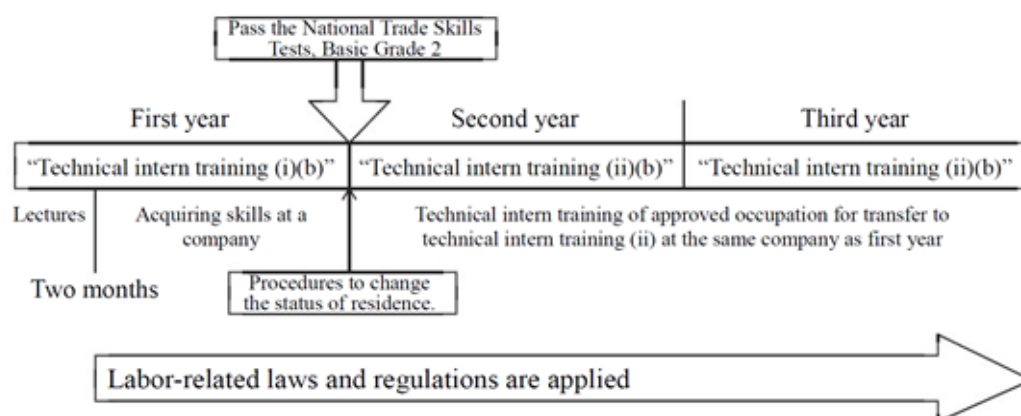 Pass the National Trade Skills
Tests, Basic Grade 2
First year
Second year
Third year
“Technical intern training (i)(b)”
“Technical intern training (ii)(b)”
“Technical intern training (ii)(b)”
Lectures
Acquiring skills at a
company
Technical intern training of approved occupation for transfer to
technical intern training (ii) at the same company as first year
Two months
Procedures to change
the status of residence.
Labor-related laws and regulations are applied